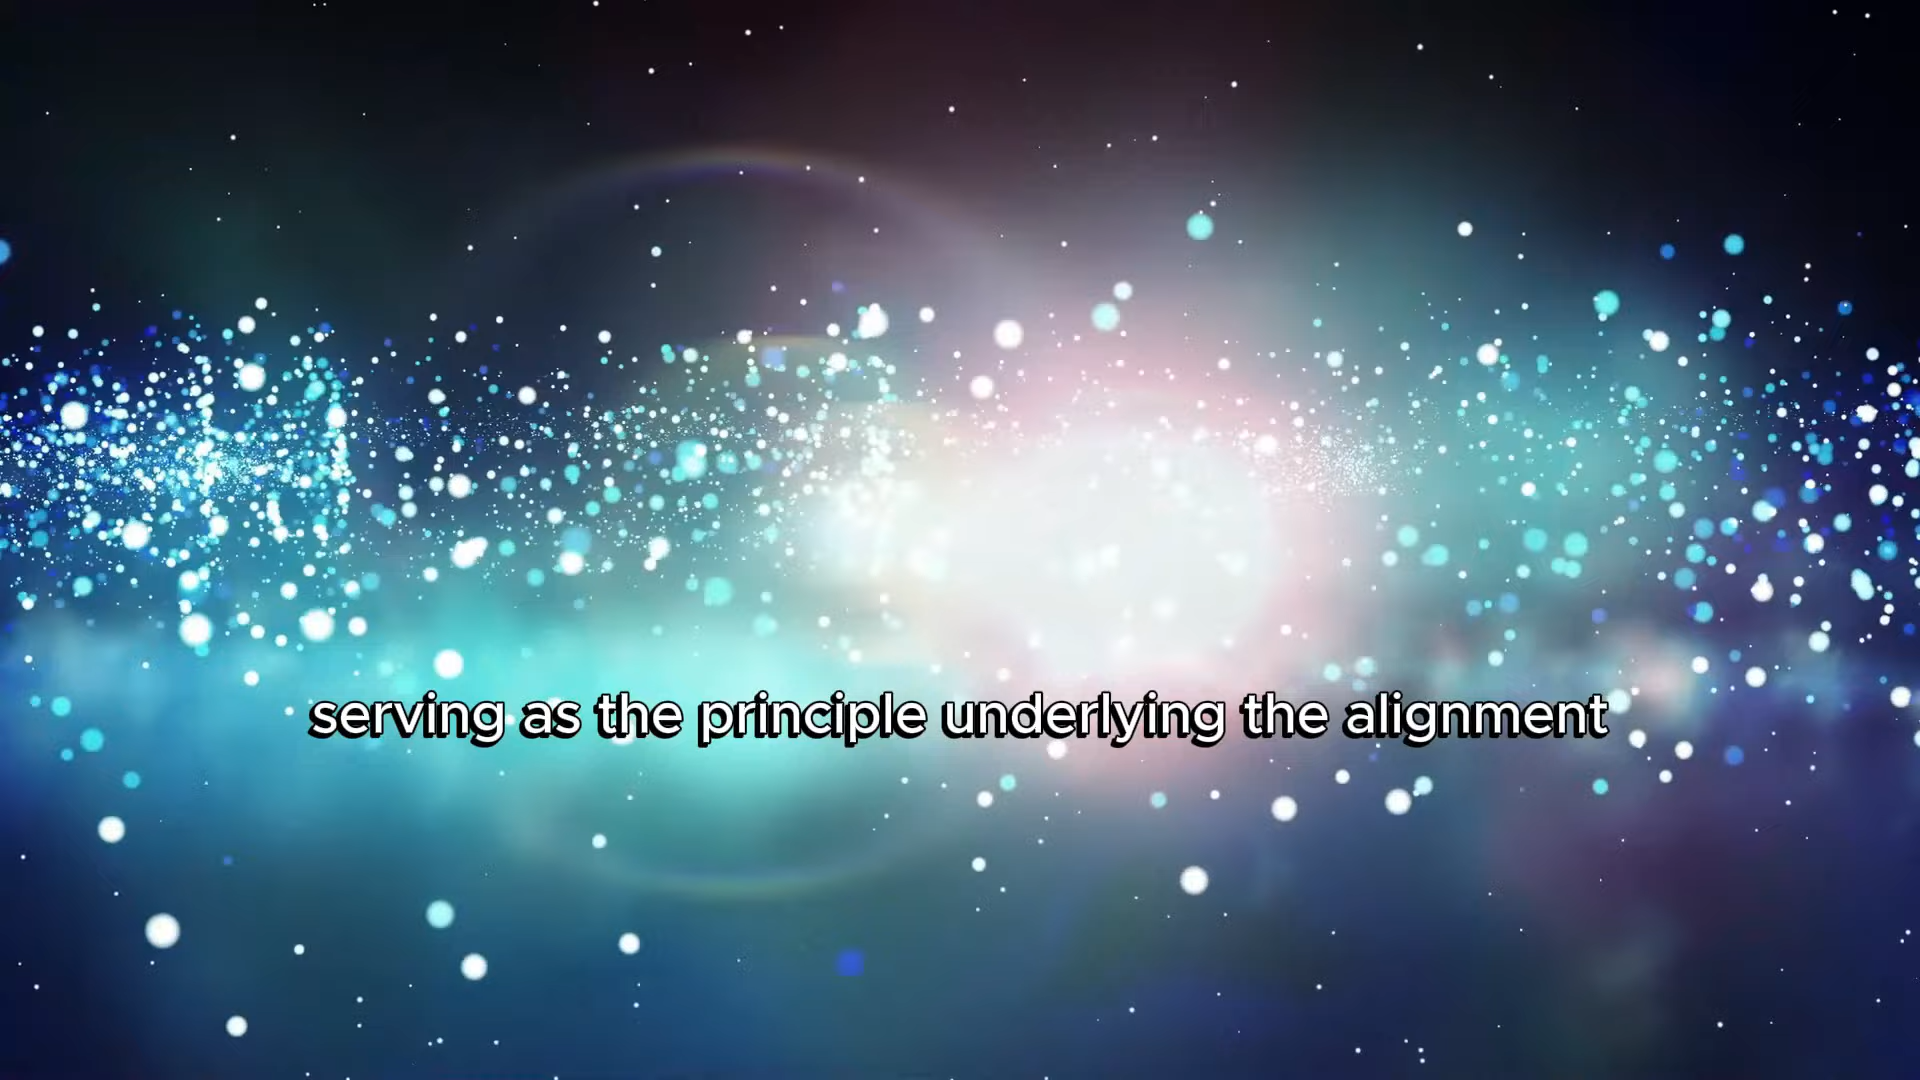 serving as the principle underlying the alignment